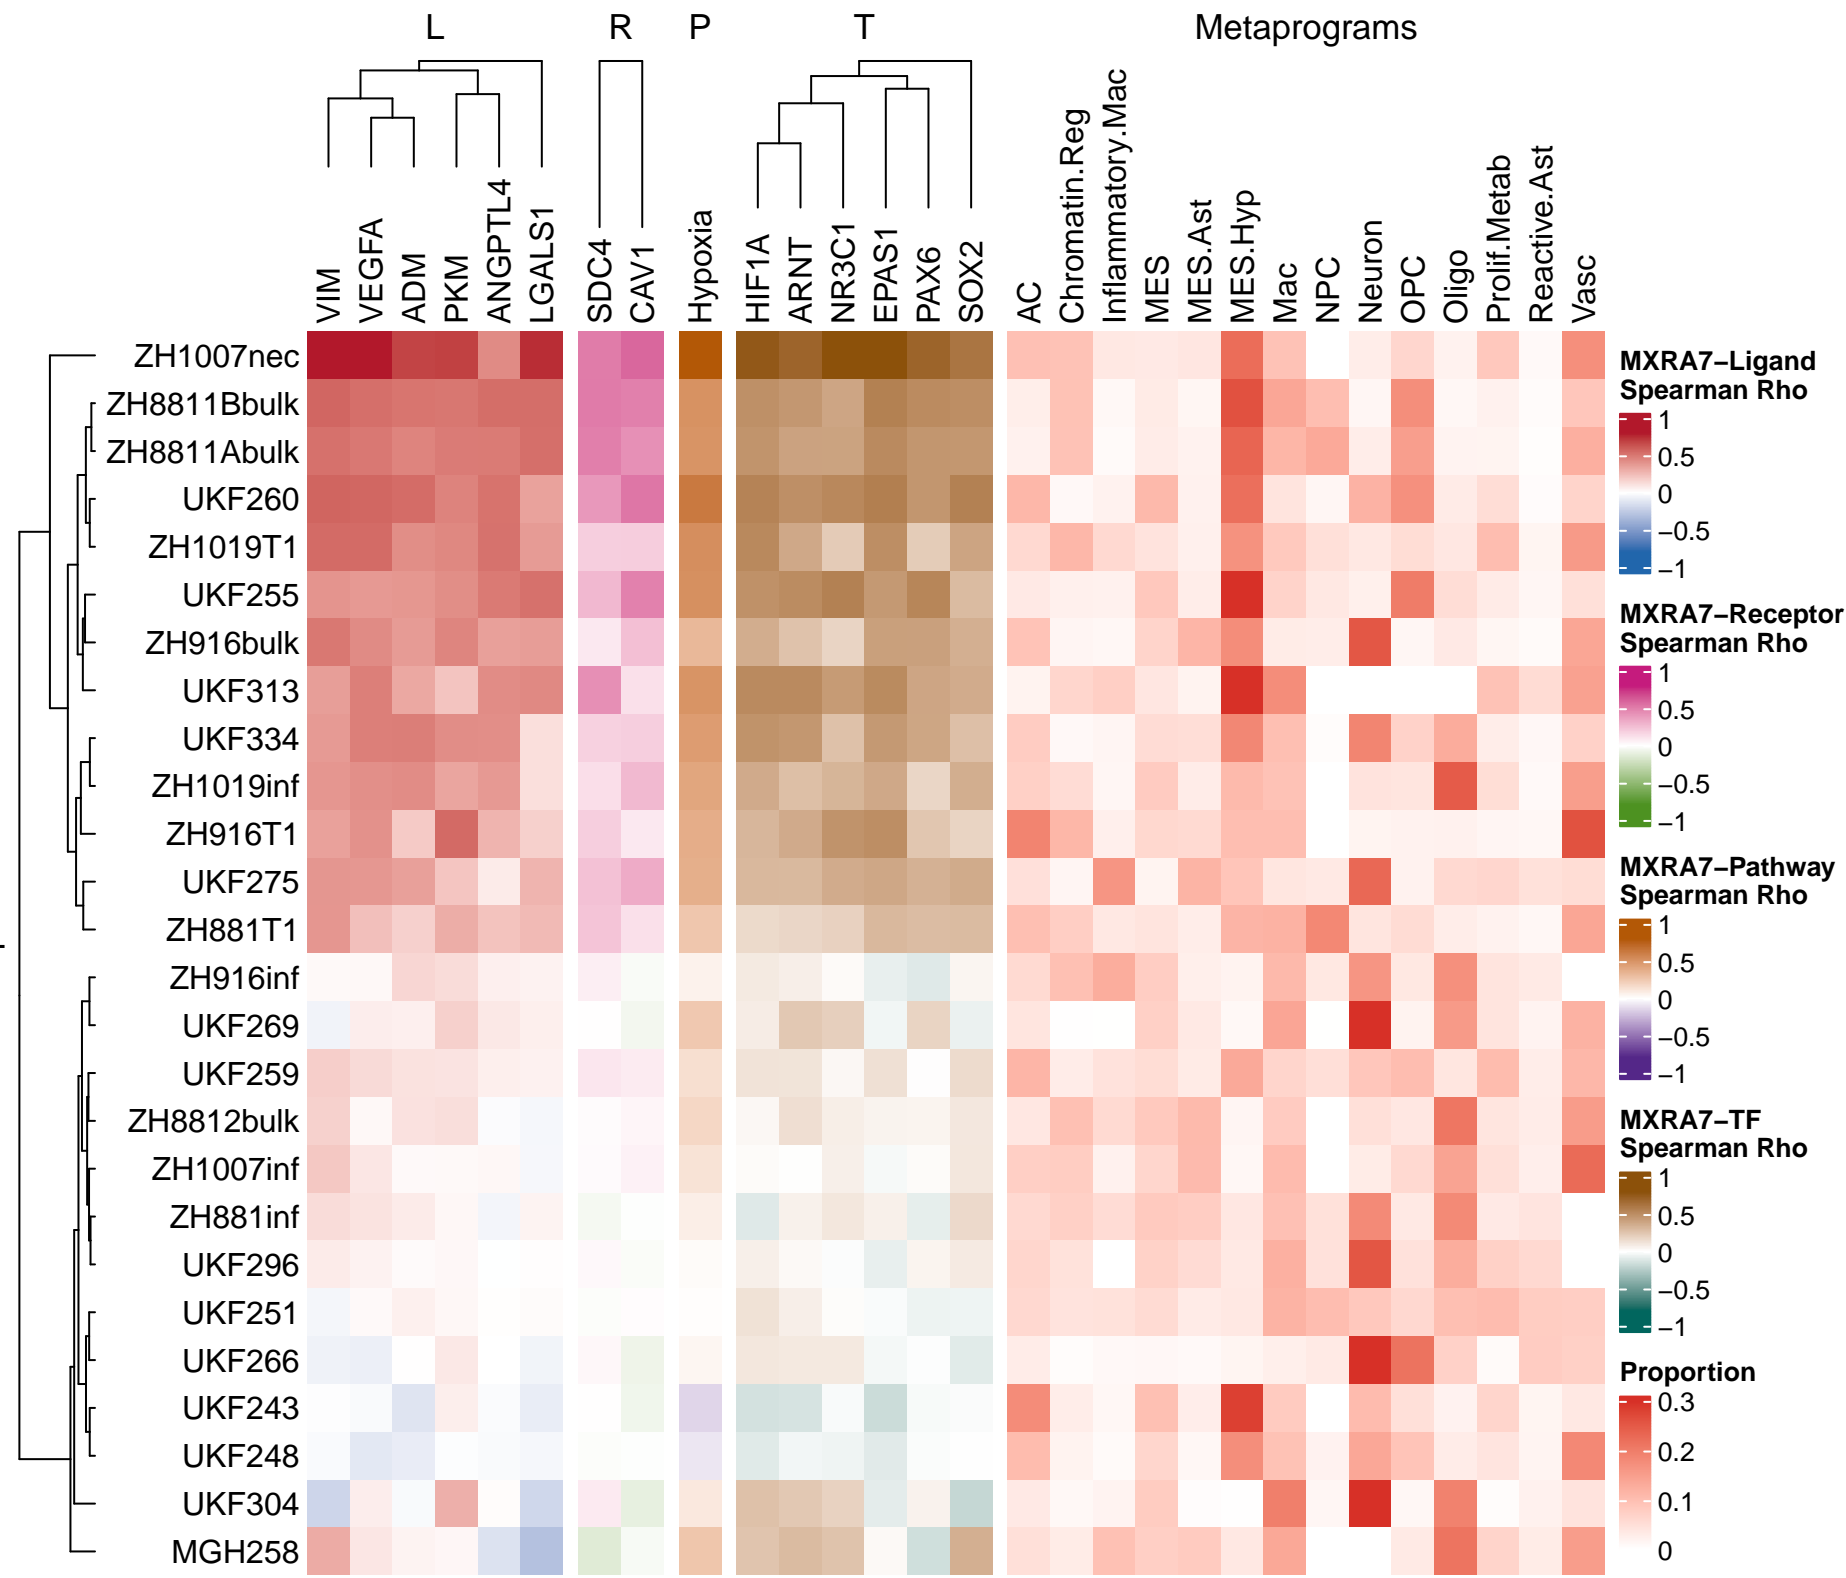 L R P T Metaprograms
VIM VEGFA ADM PKM ANGPTL4 LGALS1 SDC4 CAV1 Hypoxia HIF1A ARNT NR3C1 EPAS1 PAX6 SOX2 AC Chromatin.Reg Inflammatory.Mac MES MES.Ast MES.Hyp Mac NPC Neuron OPC Oligo Prolif.Metab Reactive.Ast Vasc
ZH1007nec
ZH8811Bbulk
ZH8811Abulk
UKF260
ZH1019T1
UKF255
ZH916bulk
UKF313
UKF334
ZH1019inf
ZH916T1
UKF275
ZH881T1
ZH916inf
UKF269
UKF259
ZH8812bulk
ZH1007inf
ZH881inf
UKF296
UKF251
UKF266
UKF243
UKF248
UKF304
MGH258
MXRA7–Ligand
Spearman Rho
1
0.5
0
–0.5
–1
MXRA7–Receptor
Spearman Rho
1
0.5
0
–0.5
–1
MXRA7–Pathway
Spearman Rho
1
0.5
0
–0.5
–1
MXRA7–TF
Spearman Rho
1
0.5
0
–0.5
–1
Proportion
0.3
0.2
0.1
0